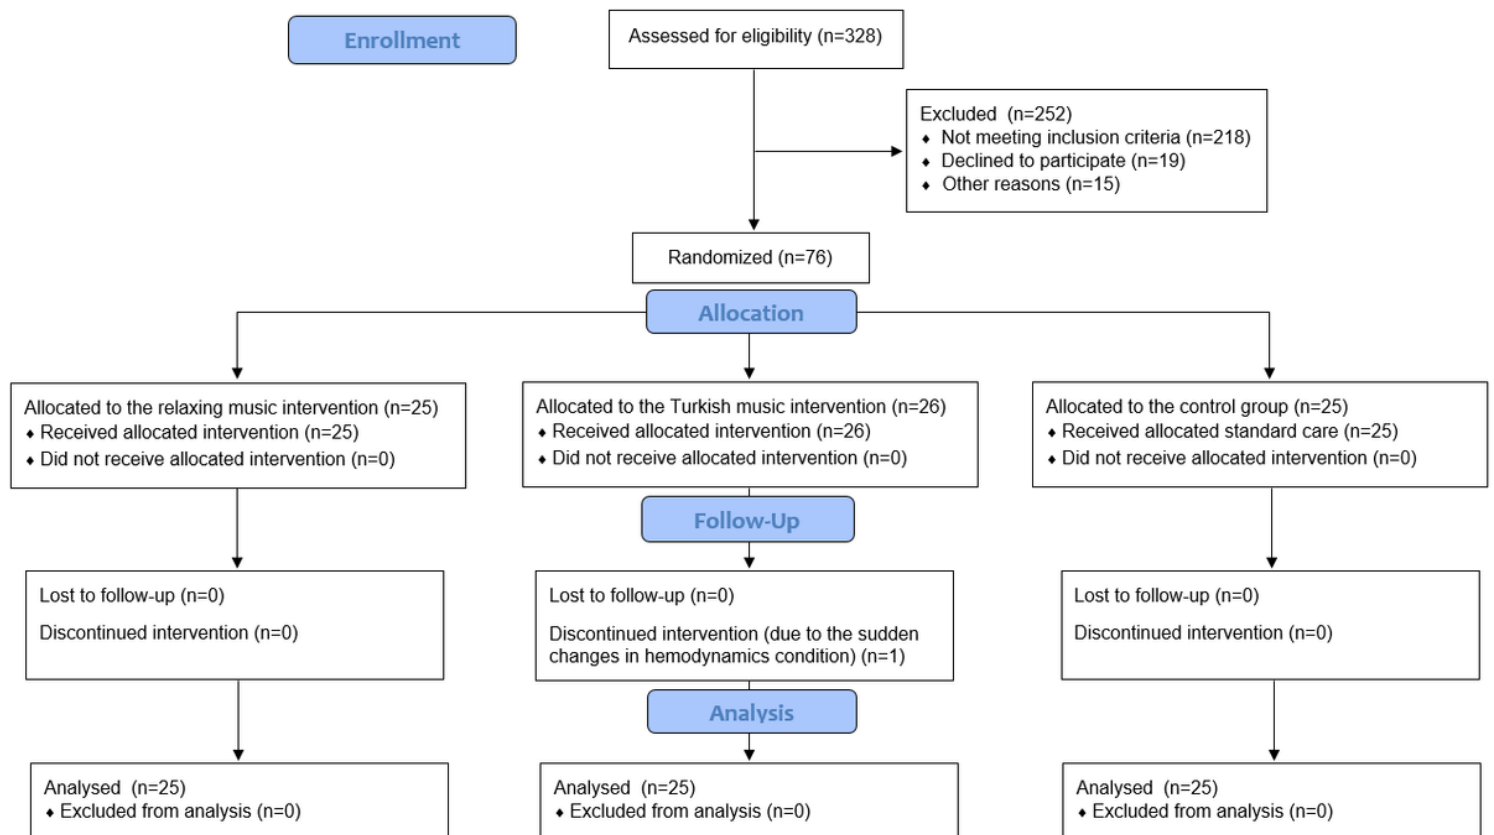 Enrollment
Assessed for eligibility (n=328)
Excluded (n=252)
♦ Not meeting inclusion criteria (n=218)
♦ Declined to participate (n=19)
♦ Other reasons (n=15)
Randomized (n=76)
Allocation
Allocated to the relaxing music intervention (n=25)
♦ Received allocated intervention (n=25)
♦ Did not receive allocated intervention (n=0)
Allocated to the Turkish music intervention (n=26)
♦ Received allocated intervention (n=26)
♦ Did not receive allocated intervention (n=0)
Allocated to the control group (n=25)
♦ Received allocated standard care (n=25)
♦ Did not receive allocated intervention (n=0)
Follow-Up
Lost to follow-up (n=0)
Discontinued intervention (n=0)
Lost to follow-up (n=0)
Discontinued intervention (due to the sudden
changes in hemodynamics condition) (n=1)
Lost to follow-up (n=0)
Discontinued intervention (n=0)
Analysis
Analysed (n=25)
♦ Excluded from analysis (n=0)
Analysed (n=25)
♦ Excluded from analysis (n=0)
Analysed (n=25)
♦ Excluded from analysis (n=0)